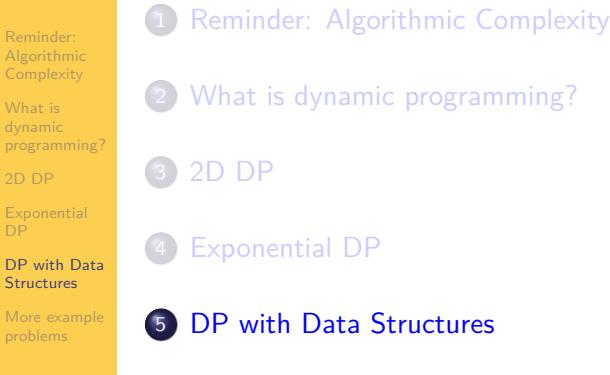 Reminder:
Algorithmic
Complexity
What is
dynamic
programming?
2D DP
Exponential
DP
DP with Data
Structures
More example
problems
1 Reminder: Algorithmic Complexity
2 What is dynamic programming?
3 2D DP
4 Exponential DP
5 DP with Data Structures